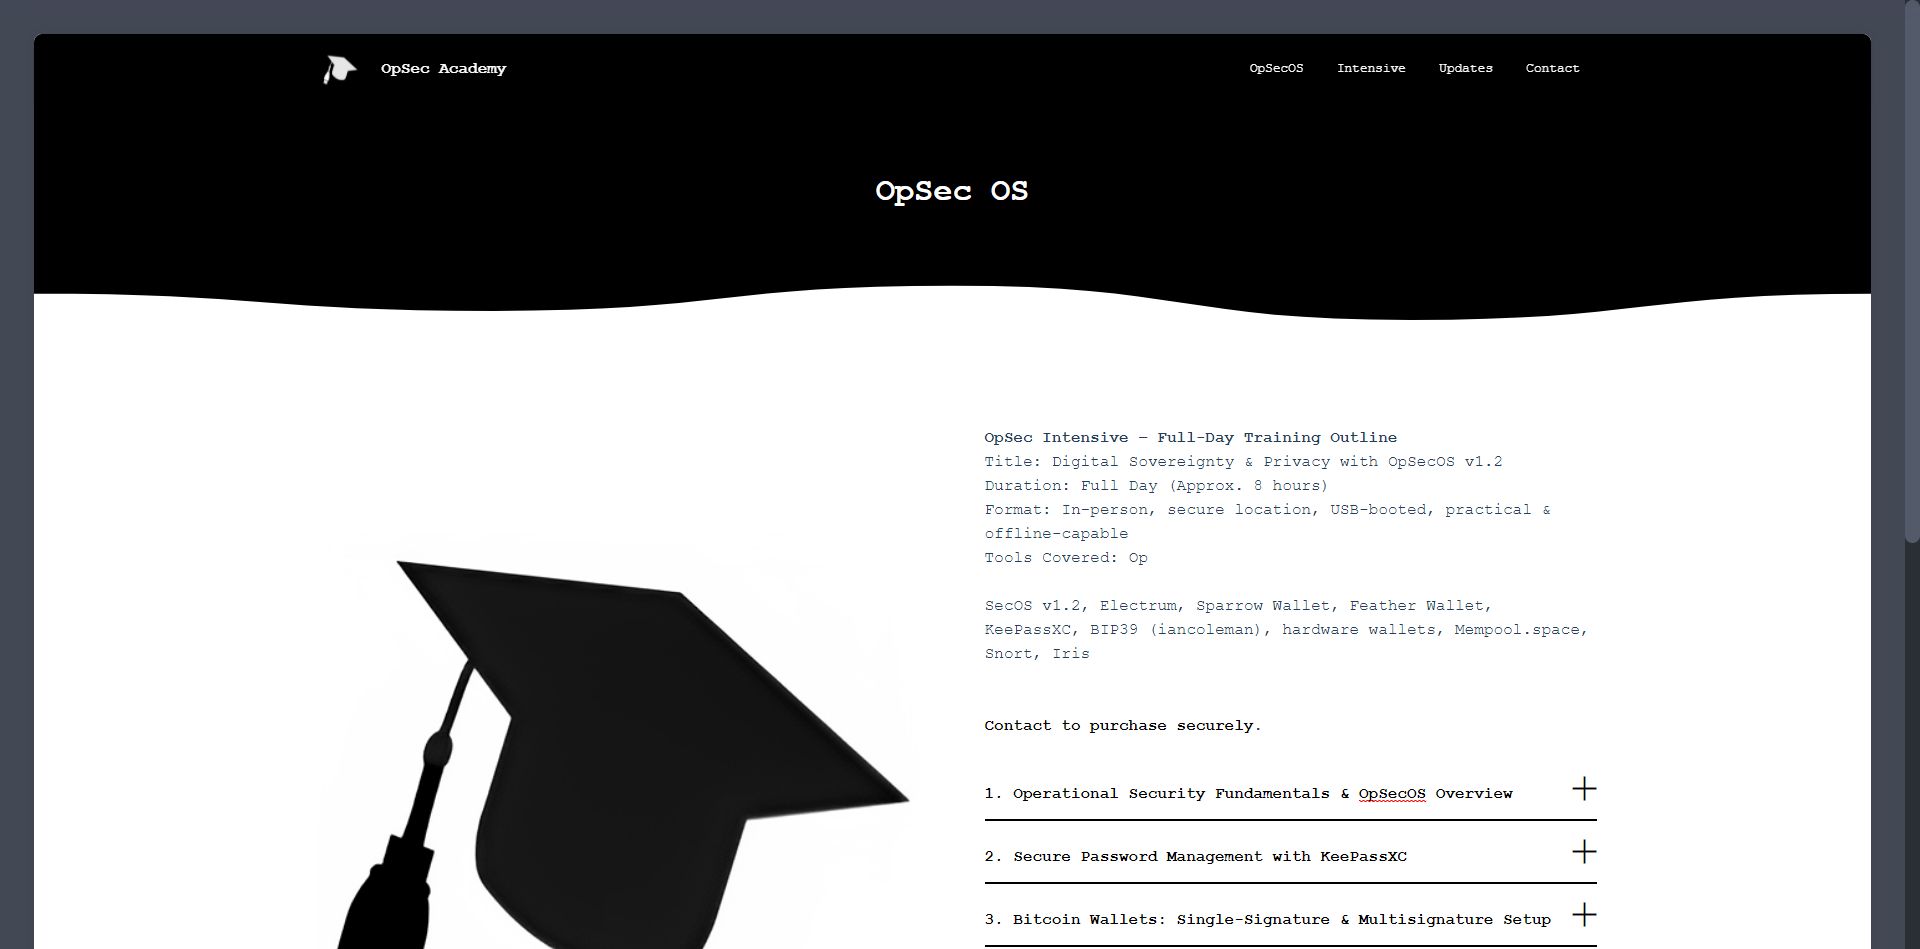 OpSec Academy
OpSecOS
Intensive
Updates
Contact
OpSec OS
OpSec Intensive – Full-Day Training Outline
Title: Digital Sovereignty & Privacy with OpSecOS v1.2
Duration: Full Day (Approx. 8 hours)
Format: In-person, secure location, USB-booted, practical &
offline-capable
Tools Covered: Op
SecOS v1.2, Electrum, Sparrow Wallet, Feather Wallet,
KeePassXC, BIP39 (iancoleman), hardware wallets, Mempool.space,
Snort, Iris
Contact to purchase securely.
1. Operational Security Fundamentals & OpSecOS Overview
2. Secure Password Management with KeePassXC
3. Bitcoin Wallets: Single-Signature & Multisignature Setup